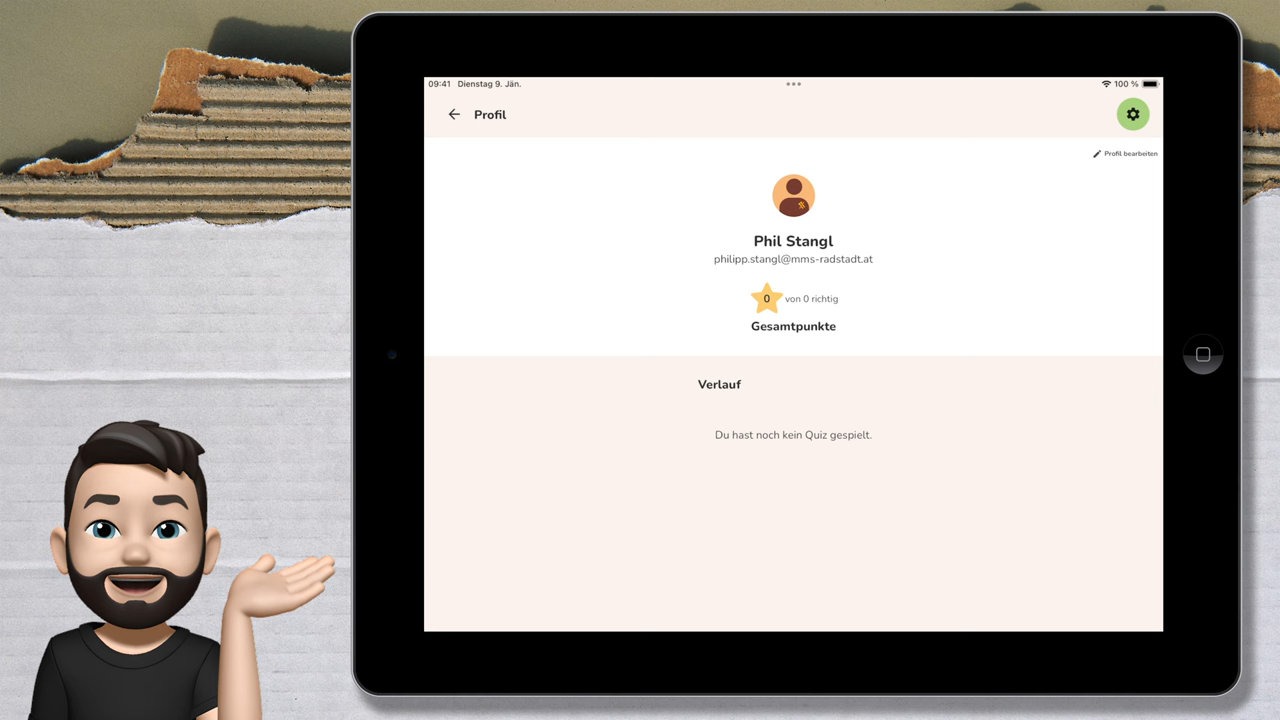 09:41 Dienstag 9. Jän.
100 %
Profil
Profil bearbeiten
Phil Stangl
philipp.stangl@mms-radstadt.at
0 von 0 richtig
Gesamtpunkte
Verlauf
Du hast noch kein Quiz gespielt.